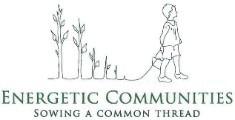 ENERGETIC COMMUNITIES
SOWING A COMMON THREAD